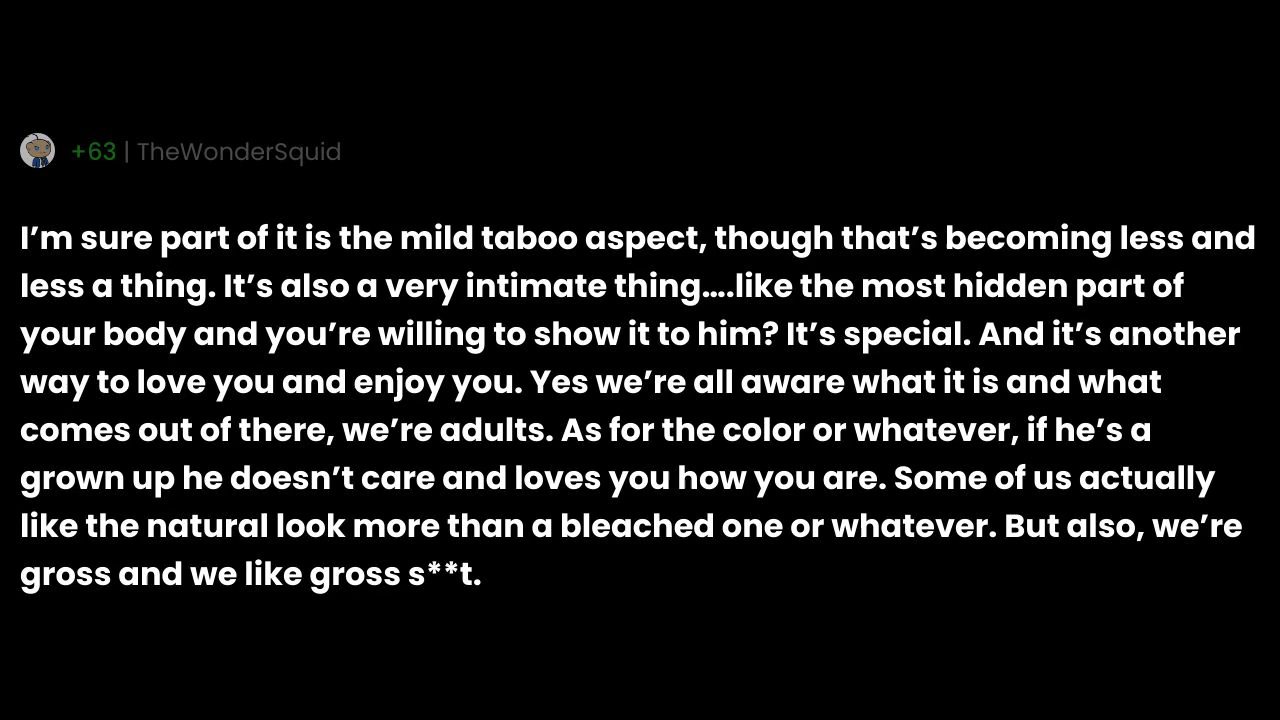 +63 | TheWonderSquid
I’m sure part of it is the mild taboo aspect, though that’s becoming less and
less a thing. It’s also a very intimate thing....like the most hidden part of
your body and you’re willing to show it to him? It’s special. And it’s another
way to love you and enjoy you. Yes we’re all aware what it is and what
comes out of there, we’re adults. As for the color or whatever, if he’s a
grown up he doesn’t care and loves you how you are. Some of us actually
like the natural look more than a bleached one or whatever. But also, we’re
gross and we like gross s**t.